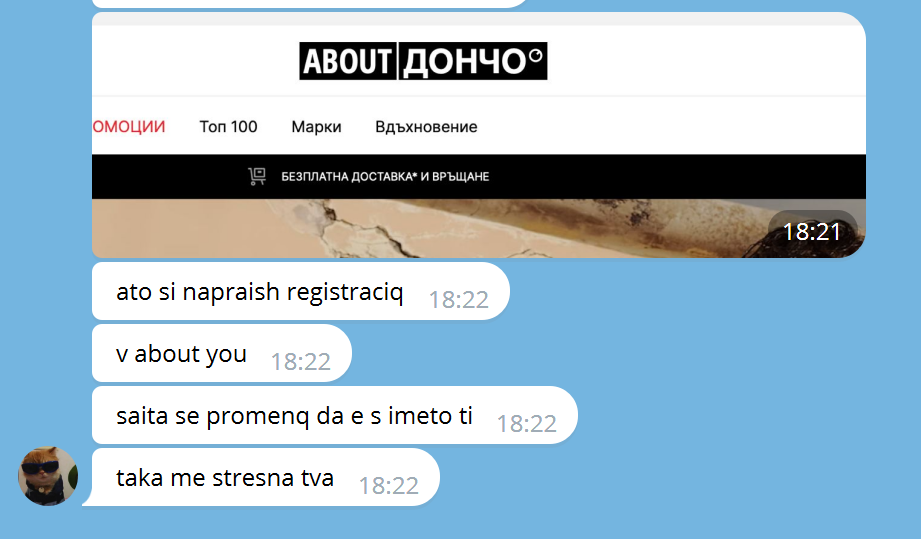 ABOUT ДОНЧО
ОМОЦИИ Топ 100 Марки Вдъхновение
БЕЗПЛАТНА ДОСТАВКА* И ВРЪЩАНЕ
18:21
ato si napraish registraciq 18:22
v about you 18:22
saita se promenq da e s imeto ti 18:22
taka me stresna tva 18:22